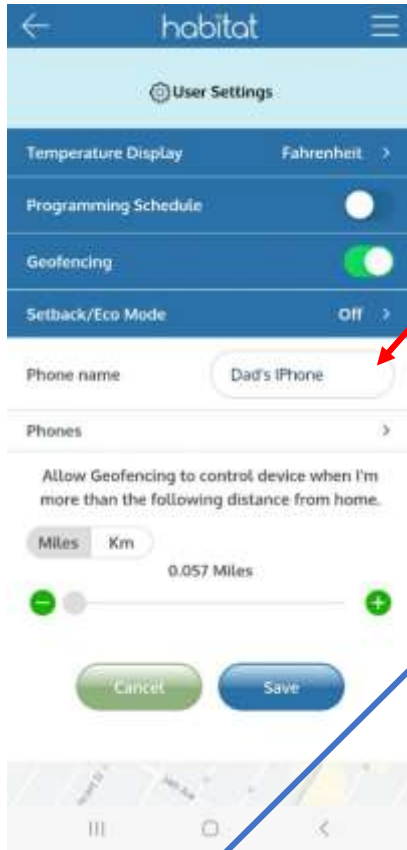 habitat
User Settings
Temperature Display Fahrenheit
Programming Schedule
Geofencing
Setback/Eco Mode Off
Phone name Dad's IPhone
Phones
Allow Geofencing to control device when I'm
more than the following distance from home.
Miles Km
0.057 Miles
Cancel Save